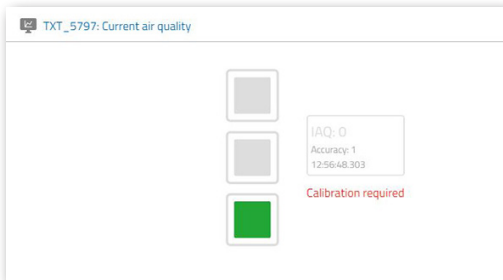 TXT_5797: Current air quality
IAQ: 0
Accuracy: 1
12:56:48.303
Calibration required